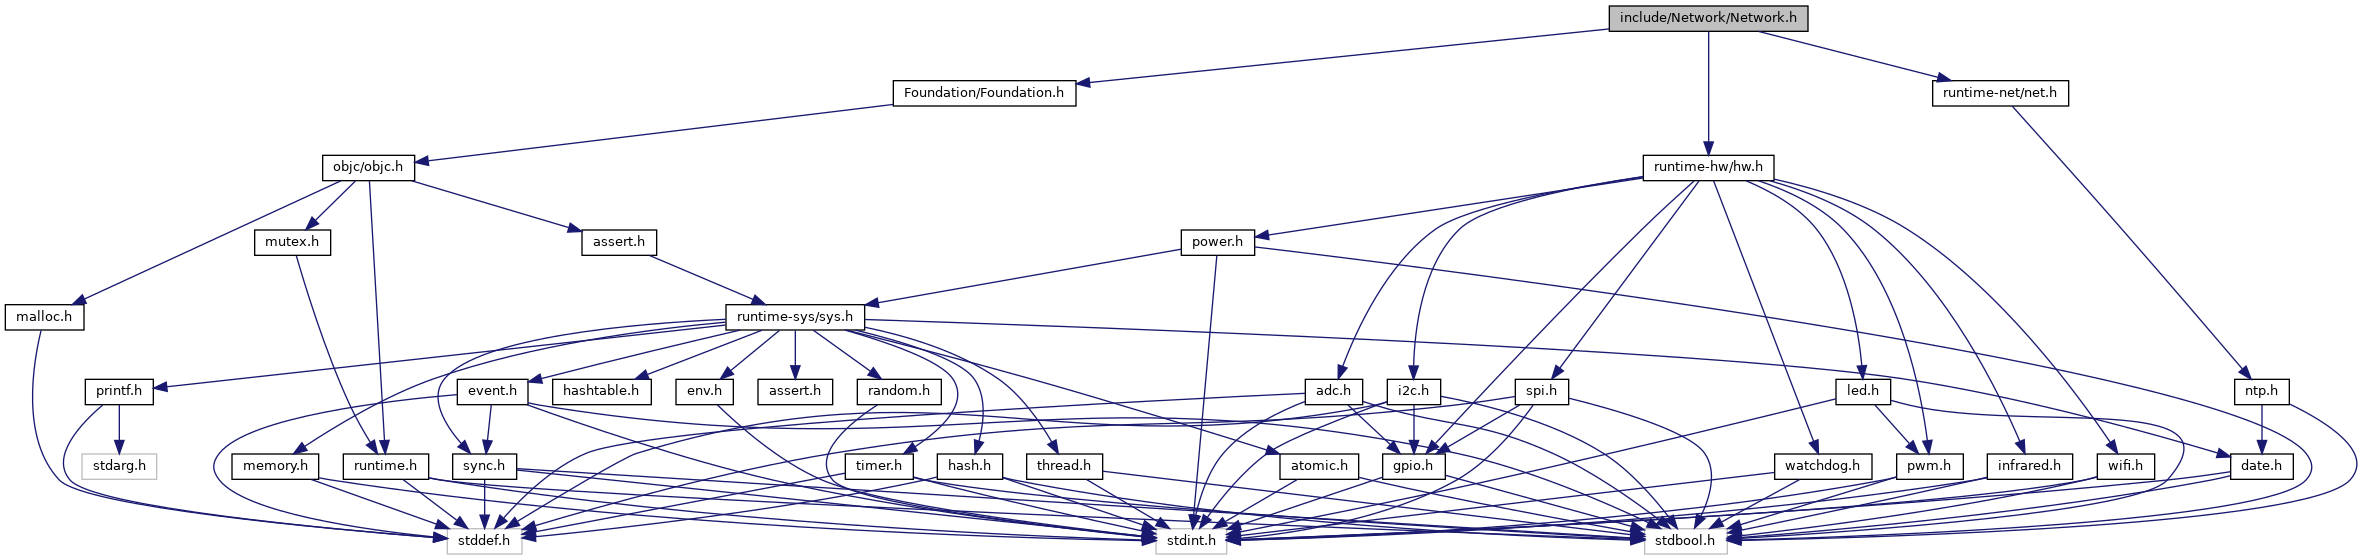 include/Network/Network.h
Foundation/Foundation.h
runtime-net/net.h
objc/objc.h
runtime-hw/hw.h
mutex.h
assert.h
power.h
malloc.h
runtime-sys/sys.h
printf.h
event.h
hashtable.h
env.h
assert.h
random.h
adc.h
i2c.h
spi.h
led.h
ntp.h
stdarg.h
memory.h
runtime.h
sync.h
timer.h
hash.h
thread.h
atomic.h
gpio.h
watchdog.h
pwm.h
infrared.h
wifi.h
date.h
stddef.h
stdint.h
stdbool.h